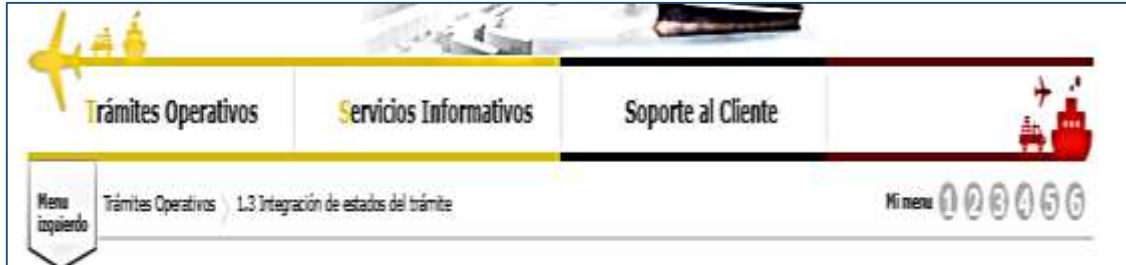 Trámites Operativos Servicios Informativos Soporte al Cliente
Menu izquierdo
Trámites Operativos 1.3 Integración de estados del trámite
Mi menu 1 2 3 4 5 6